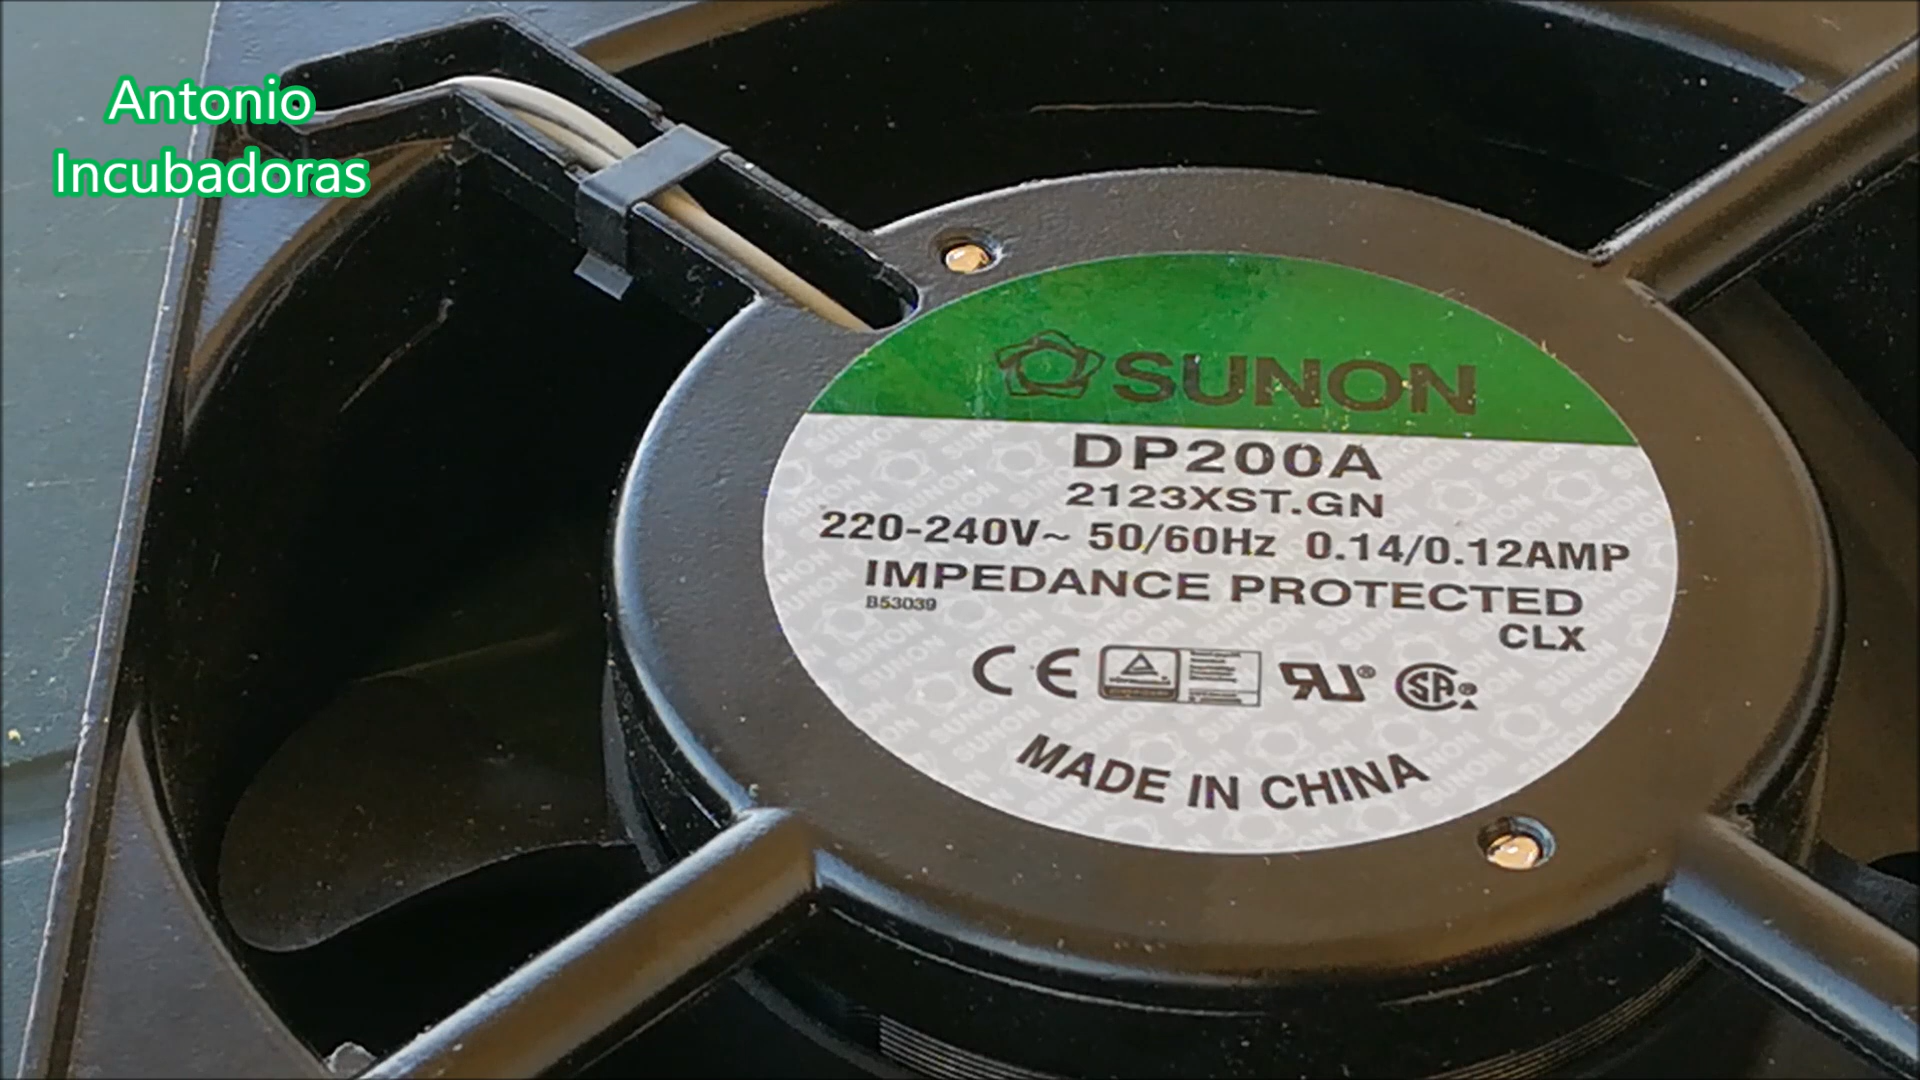 Antonio
Incubadoras
SUNON
DP200A
2123XST.GN
220-240V~ 50/60Hz 0.14/0.12AMP
IMPEDANCE PROTECTED
B53039
CLX
CE
SA®
MADE IN CHINA